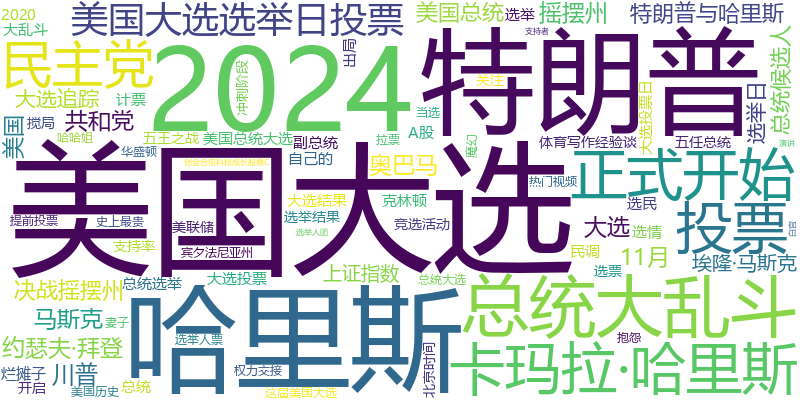 2020
大乱斗
美国大选选举日投票
出局
美国总统
选举
摇摆州
支持者
特朗普与哈里斯
民主党
2024
冲刺阶段
特朗普
关注
总统候选人
大选追踪
计票
当选
大选投票日
选举日
美国
搅局
共和党
A股
哈哈姐
五王之战
美国总统大选
拉票
魔幻
体育写作经验谈
五任总统
演讲
华盛顿
副总统
自己的
奥巴马
正式开始
美国大选
热门视频
大选结果
克林顿
选民
投票
提前投票
史上最贵
美联储
选举结果
竞选活动
大选
选情
白宫
支持率
宾夕法尼亚州
选举人团
民调
11月
埃隆·马斯克
总统选举
大选投票
上证指数
总统大选
选票
决战摇摆州
哈里斯
总统大乱斗
马斯克
妻子
约瑟夫·拜登
选举人票
北京时间
抱怨
卡玛拉·哈里斯
烂摊子
川普
权力交接
开启
美国历史
总统
这届美国大选